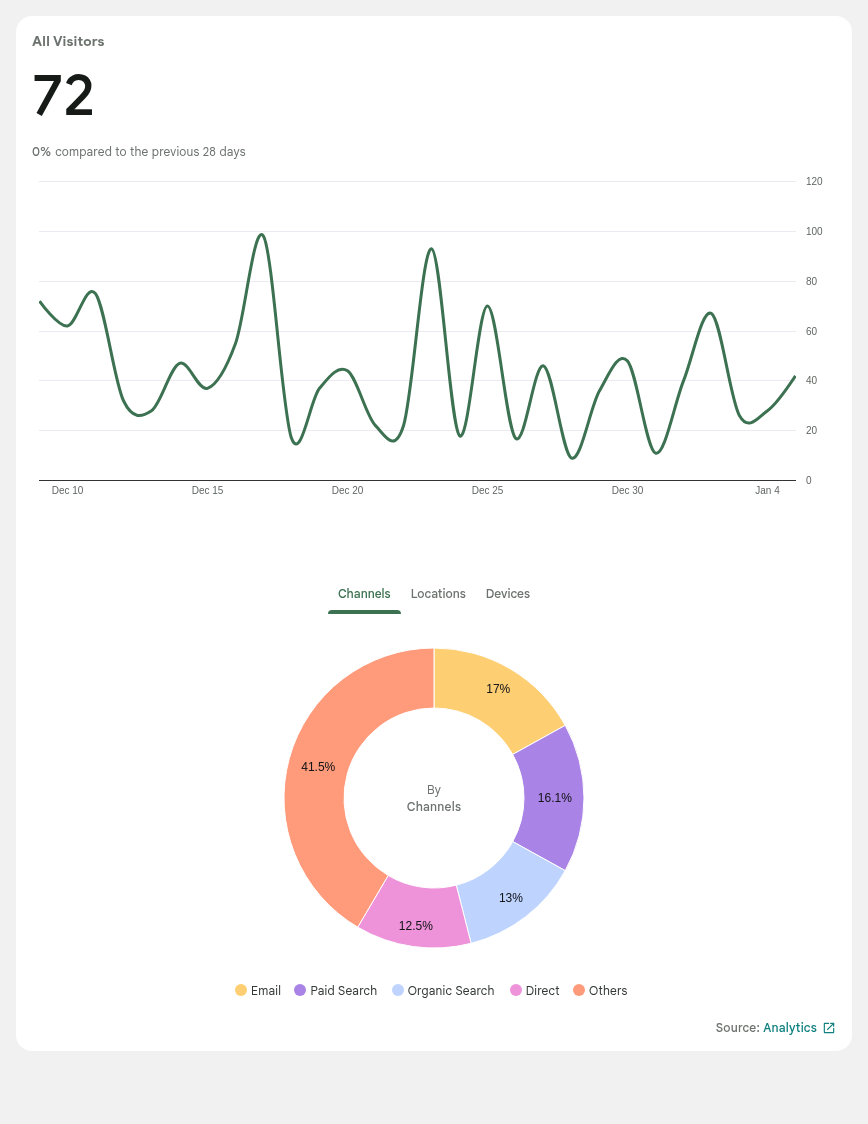 All Visitors
72
0% compared to the previous 28 days
120
100
80
60
40
20
0
Dec 10 Dec 15 Dec 20 Dec 25 Dec 30 Jan 4
Channels Locations Devices
17%
41.5%
16.1%
By
Channels
13%
12.5%
Email Paid Search Organic Search Direct Others
Source: Analytics